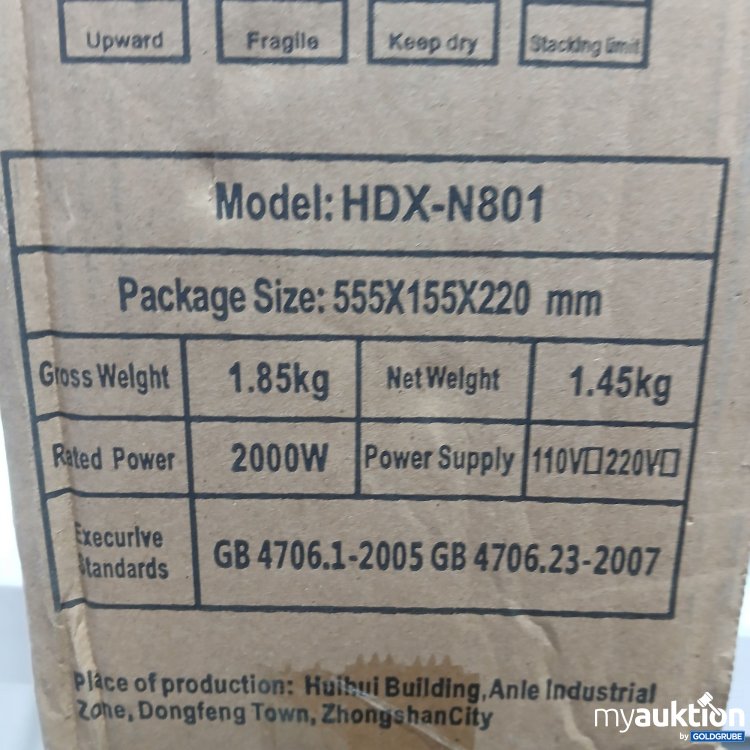 Upward Fragile Keep dry Stacking limit
Model: HDX-N801
Package Size: 555X155X220 mm
Gross Weight 1.85kg Net Weight 1.45kg
Rated Power 2000W Power Supply 110V□220V□
Execurive
Standards
GB 4706.1-2005 GB 4706.23-2007
Place of production: Huihui Building,Anle Industrial
Zone, Dongfeng Town, ZhongshanCity
myauktion
by GOLDGRUBE